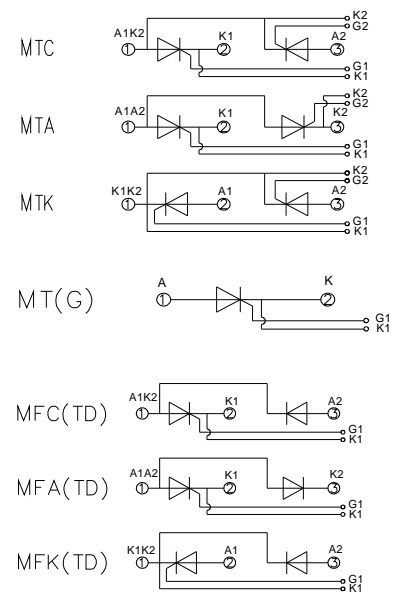 K2
G2
A1K2 K1 A2
MTC 1 2 3
G1
K1
K2
G2
A1A2 K1 K2
MTA 1 2 3
G1
K1
K2
G2
K1K2 A1 A2
MTK 1 2 3
G1
K1
A K
MT(G) 1 2
G1
K1
A1K2 K1 A2
MFC(TD) 1 2 3
G1
K1
A1A2 K1 K2
MFA(TD) 1 2 3
G1
K1
K1K2 A1 A2
MFK(TD) 1 2 3
G1
K1